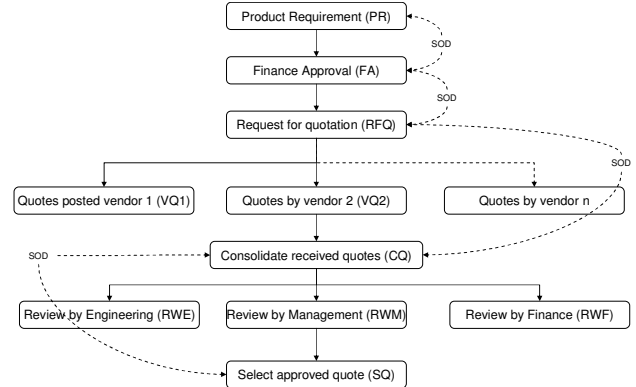 Product Requirement (PR)
SOD
Finance Approval (FA)
SOD
Request for quotation (RFQ)
SOD
Quotes posted vendor 1 (VQ1)
Quotes by vendor 2 (VQ2)
Quotes by vendor n
SOD
Consolidate received quotes (CQ)
Review by Engineering (RWE)
Review by Management (RWM)
Review by Finance (RWF)
Select approved quote (SQ)